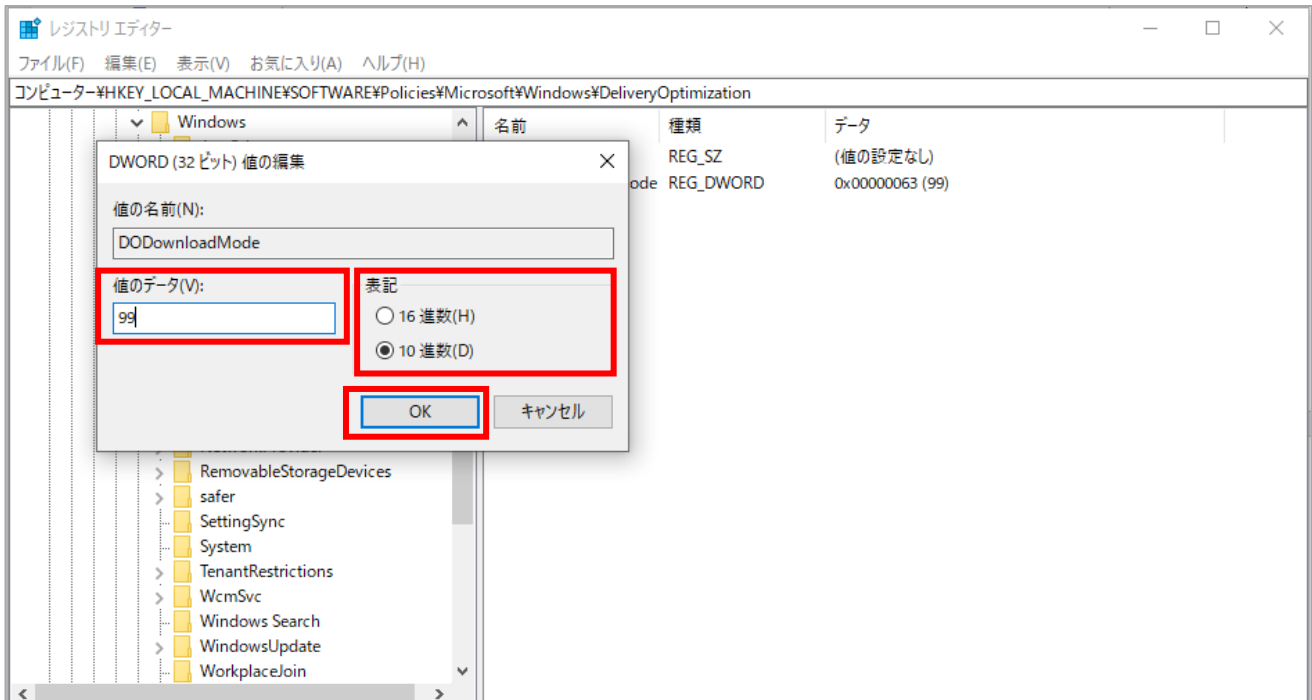 レジストリ エディター
ファイル(F) 編集(E) 表示(V) お気に入り(A) ヘルプ(H)
コンピューター¥HKEY_LOCAL_MACHINE¥SOFTWARE¥Policies¥Microsoft¥Windows¥DeliveryOptimization
Windows
名前 種類 データ
DWORD (32 ビット) 値の編集
REG_SZ (値の設定なし)
ode REG_DWORD 0x00000063 (99)
値の名前(N):
DODownloadMode
値のデータ(V): 表記
99 16 進数(H)
10 進数(D)
OK キャンセル
RemovableStorageDevices
safer
SettingSync
System
TenantRestrictions
WcmSvc
Windows Search
WindowsUpdate
WorkplaceJoin